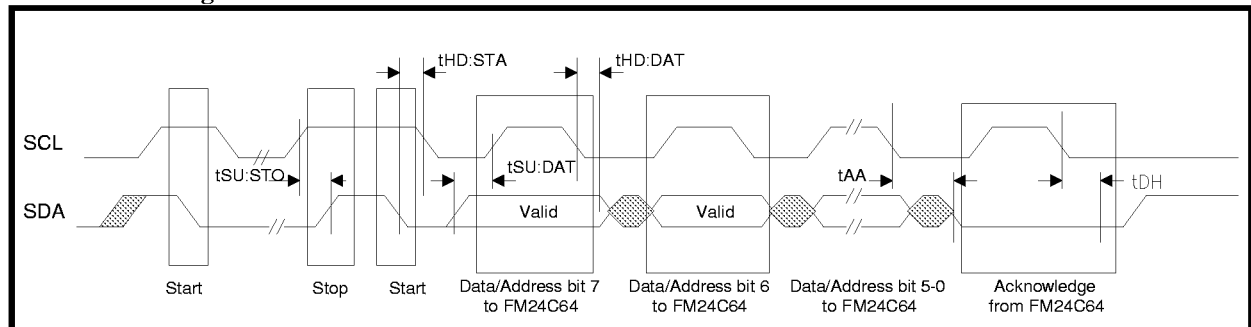 tHD:STA
tHD:DAT
SCL
tSU:STO
tSU:DAT
tAA
tDH
SDA
Valid
Valid
Start
Stop
Start
Data/Address bit 7
to FM24C64
Data/Address bit 6
to FM24C64
Data/Address bit 5-0
to FM24C64
Acknowledge
from FM24C64